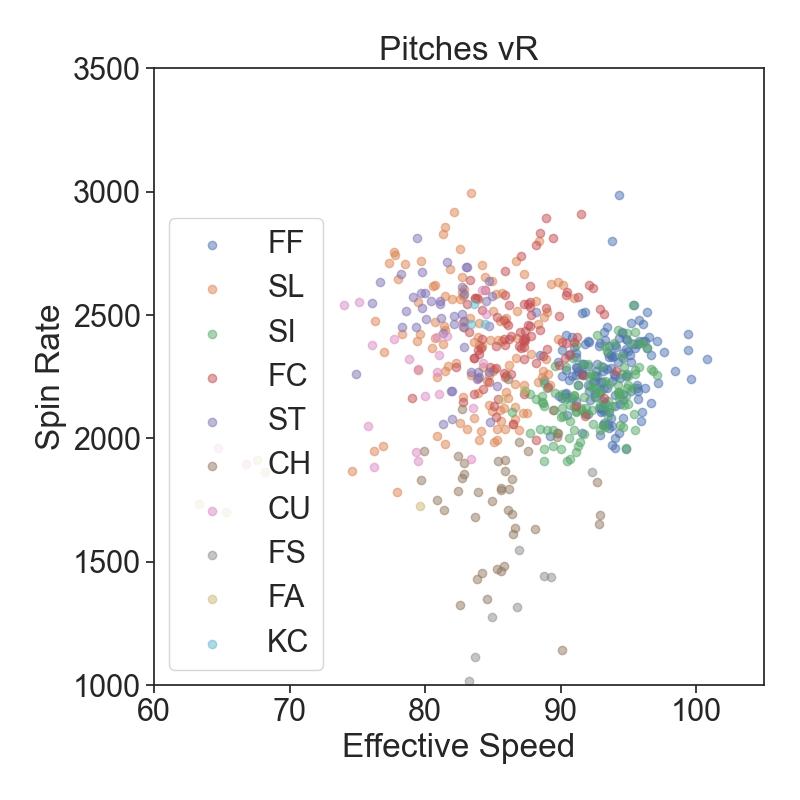 Pitches vR
3500
3000
2500
2000
1500
1000
Spin Rate
FF
SL
SI
FC
ST
CH
CU
FS
FA
KC
60 70 80 90 100
Effective Speed